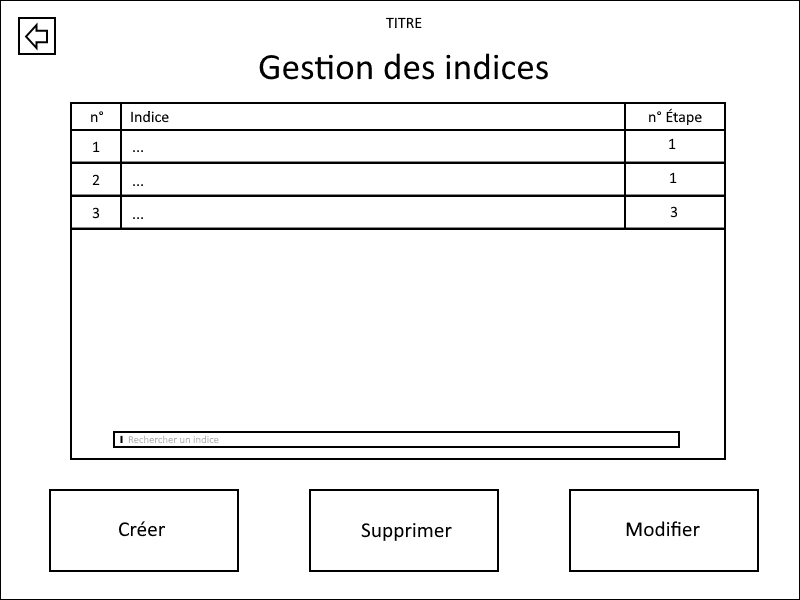 TITRE
Gestion des indices
n° Indice n° Étape
1 ... 1
2 ... 1
3 ... 3
Rechercher un indice
Créer Supprimer Modifier